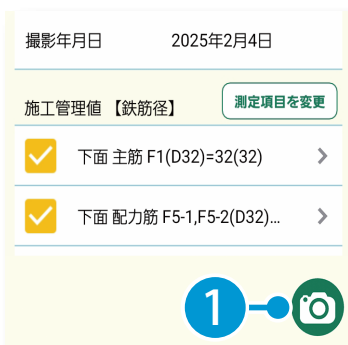 撮影年月日 2025年2月4日
施工管理値 【鉄筋径】 測定項目を変更
下面 主筋 F1(D32)=32(32)
下面 配力筋 F5-1,F5-2(D32)...
1